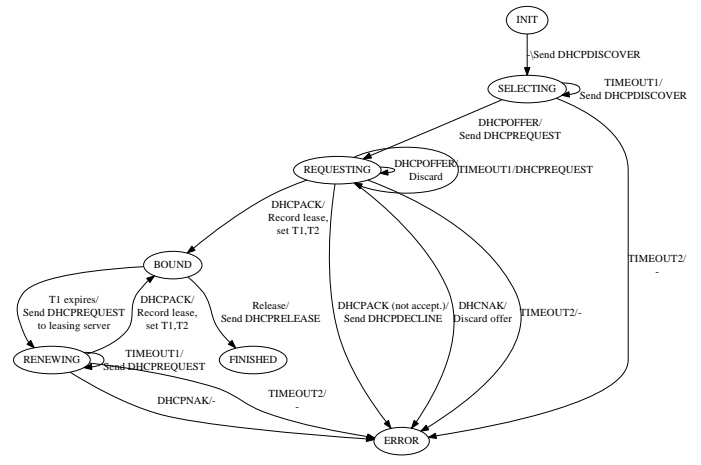 INIT
-\Send DHCPDISCOVER
SELECTING
TIMEOUT1/
Send DHCPDISCOVER
DHCPOFFER/
Send DHCPREQUEST
REQUESTING
DHCPOFFER/
Discard
TIMEOUT1/DHCPREQUEST
DHCPACK/
Record lease,
set T1,T2
TIMEOUT2/
-
BOUND
T1 expires/
Send DHCPREQUEST
to leasing server
DHCPACK/
Record lease,
set T1,T2
Release/
Send DHCPRELEASE
DHCPACK (not accept.)/
Send DHCPDECLINE
DHCNAK/
Discard offer
TIMEOUT2/-
RENEWING
TIMEOUT1/
Send DHCPREQUEST
FINISHED
DHCPNAK/-
TIMEOUT2/
-
ERROR